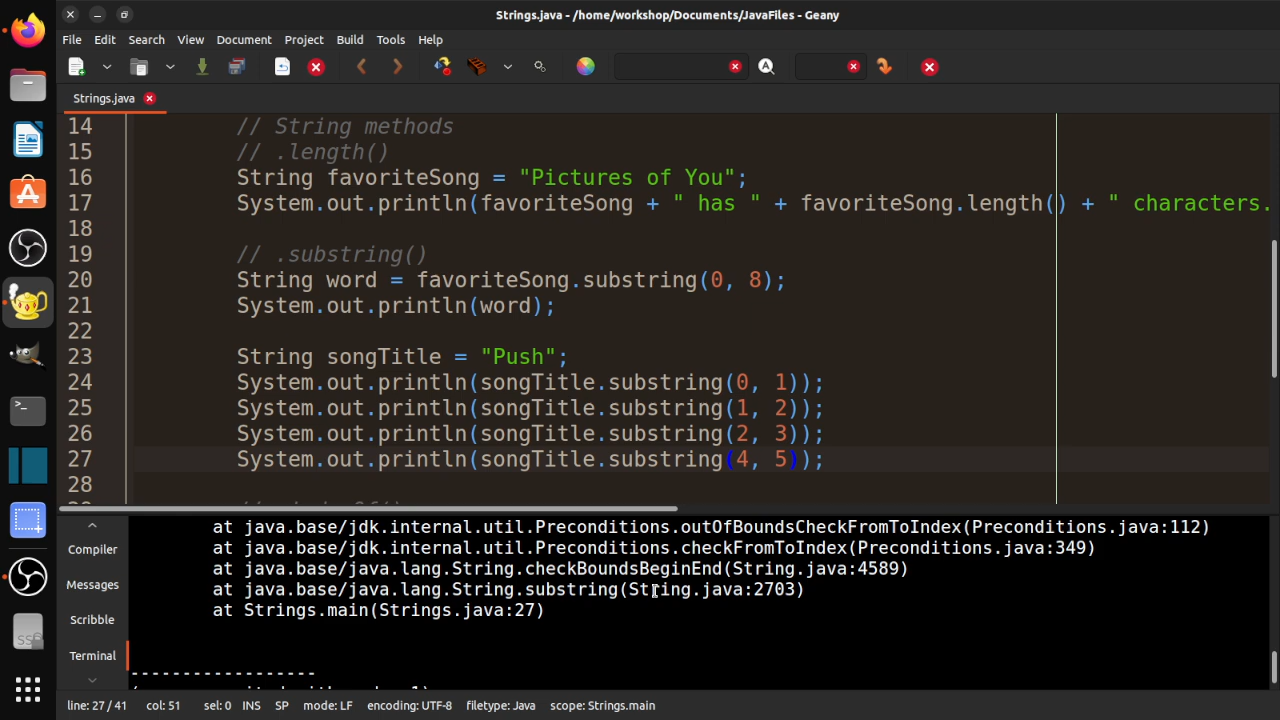 Strings.java - /home/workshop/Documents/JavaFiles - Geany
File Edit Search View Document Project Build Tools Help
Strings.java
14 // String methods
15 // .length()
16 String favoriteSong = "Pictures of You";
17 System.out.println(favoriteSong + " has " + favoriteSong.length() + " characters.
18
19 // .substring()
20 String word = favoriteSong.substring(0, 8);
21 System.out.println(word);
22
23 String songTitle = "Push";
24 System.out.println(songTitle.substring(0, 1));
25 System.out.println(songTitle.substring(1, 2));
26 System.out.println(songTitle.substring(2, 3));
27 System.out.println(songTitle.substring(4, 5));
28
Compiler
Messages
Scribble
Terminal
at java.base/jdk.internal.util.Preconditions.outOfBoundsCheckFromToIndex(Preconditions.java:112)
at java.base/jdk.internal.util.Preconditions.checkFromToIndex(Preconditions.java:349)
at java.base/java.lang.String.checkBoundsBeginEnd(String.java:4589)
at java.base/java.lang.String.substring(String.java:2703)
at Strings.main(Strings.java:27)
------------------
line: 27 / 41 col: 51 sel: 0 INS SP mode: LF encoding: UTF-8 filetype: Java scope: Strings.main